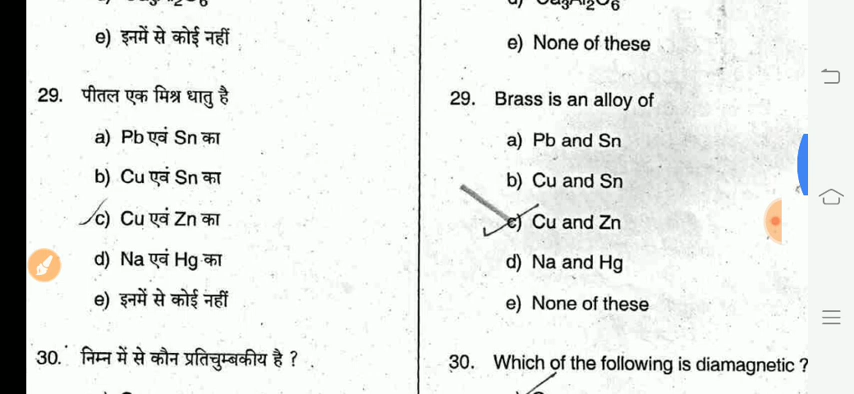 e) इनमें से कोई नहीं
29. पीतल एक मिश्र धातु है
a) Pb एवं Sn का
b) Cu एवं Sn का
c) Cu एवं Zn का
d) Na एवं Hg का
e) इनमें से कोई नहीं
30. निम्न में से कौन प्रतिचुम्बकीय है ?
e) None of these
29. Brass is an alloy of
a) Pb and Sn
b) Cu and Sn
c) Cu and Zn
d) Na and Hg
e) None of these
30. Which of the following is diamagnetic ?